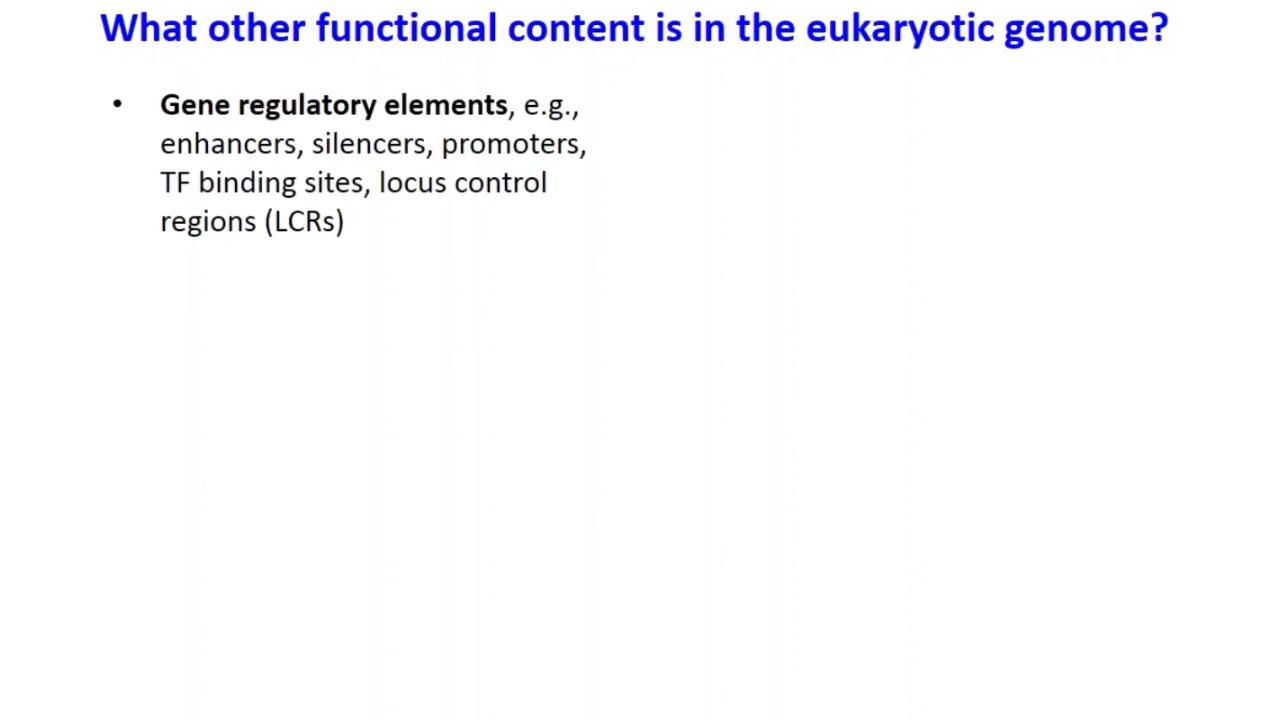 What other functional content is in the eukaryotic genome?
• Gene regulatory elements, e.g.,
enhancers, silencers, promoters,
TF binding sites, locus control
regions (LCRs)